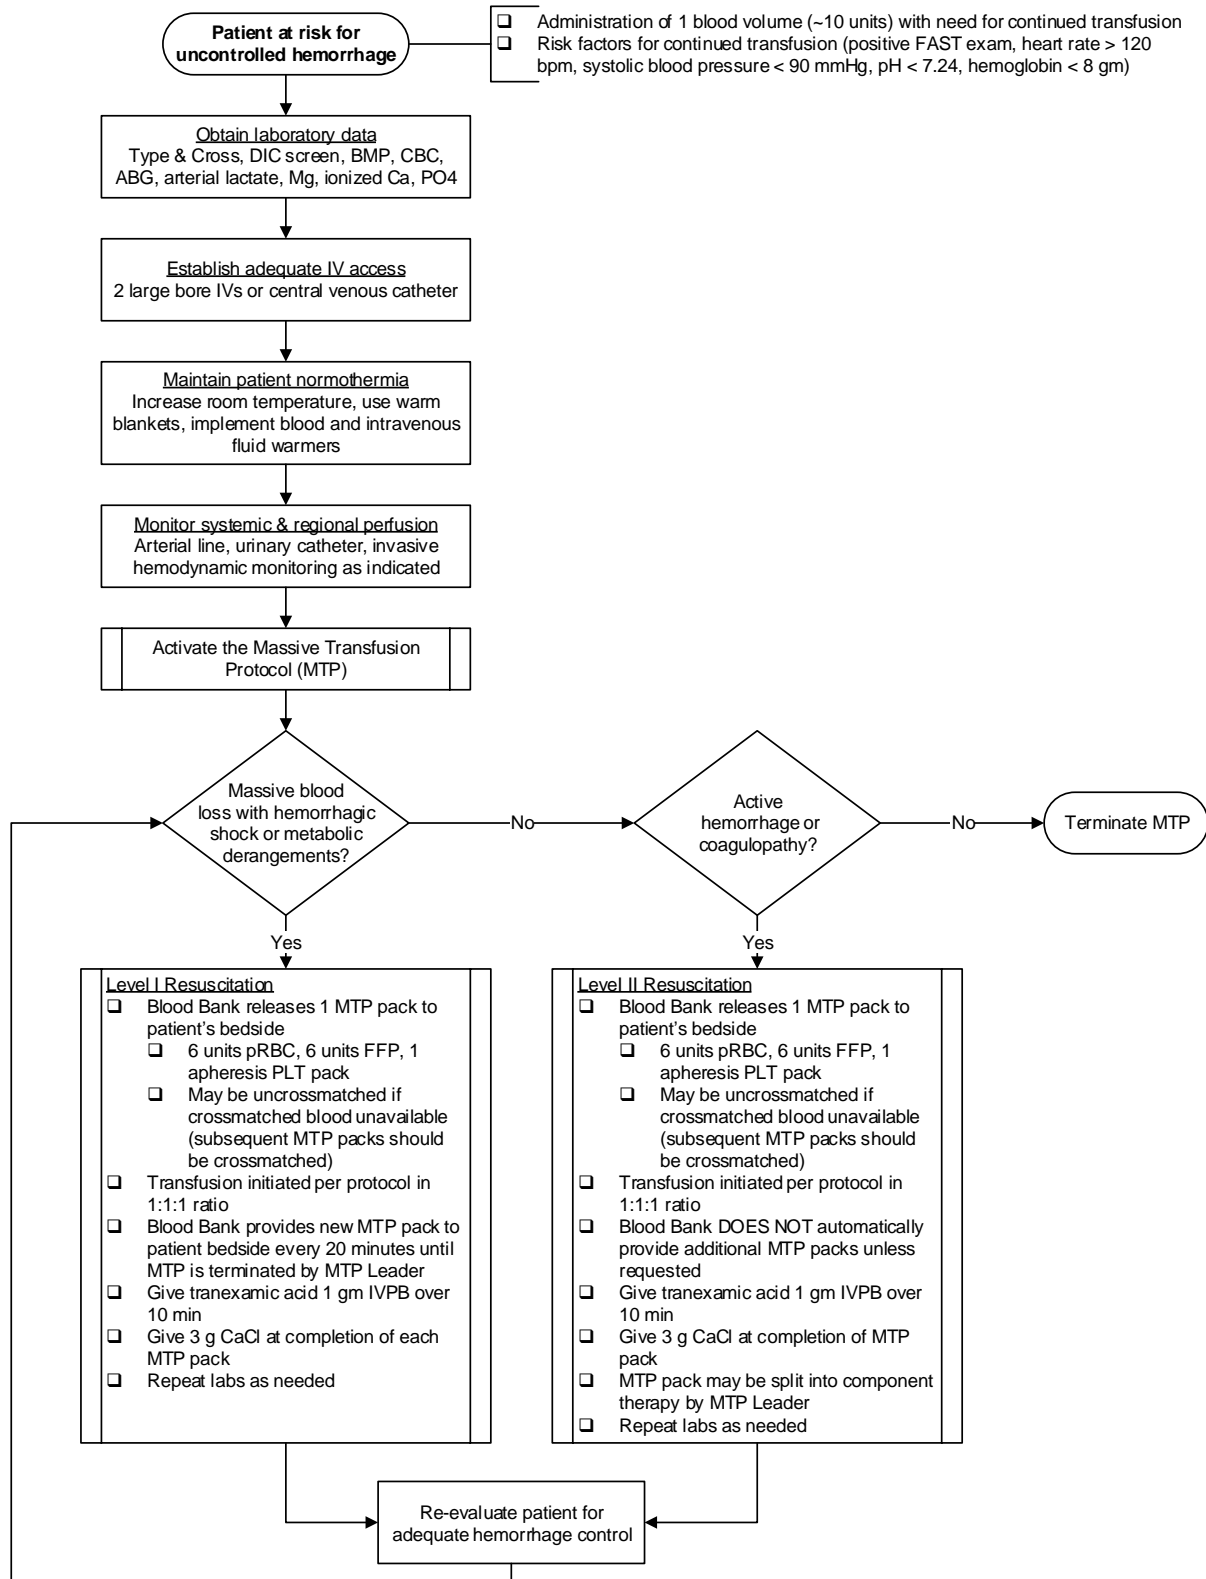 Patient at risk for
uncontrolled hemorrhage
❑ Administration of 1 blood volume (~10 units) with need for continued transfusion
❑ Risk factors for continued transfusion (positive FAST exam, heart rate > 120
bpm, systolic blood pressure < 90 mmHg, pH < 7.24, hemoglobin < 8 gm)
Obtain laboratory data
Type & Cross, DIC screen, BMP, CBC,
ABG, arterial lactate, Mg, ionized Ca, PO4
Establish adequate IV access
2 large bore IVs or central venous catheter
Maintain patient normothermia
Increase room temperature, use warm
blankets, implement blood and intravenous
fluid warmers
Monitor systemic & regional perfusion
Arterial line, urinary catheter, invasive
hemodynamic monitoring as indicated
Activate the Massive Transfusion
Protocol (MTP)
Massive blood
loss with hemorrhagic
shock or metabolic
derangements?
No
Active
hemorrhage or
coagulopathy?
No
Terminate MTP
Yes
Yes
Level I Resuscitation
❑ Blood Bank releases 1 MTP pack to
patient's bedside
❑ 6 units pRBC, 6 units FFP, 1
apheresis PLT pack
❑ May be uncrossmatched if
crossmatched blood unavailable
(subsequent MTP packs should
be crossmatched)
❑ Transfusion initiated per protocol in
1:1:1 ratio
❑ Blood Bank provides new MTP pack to
patient bedside every 20 minutes until
MTP is terminated by MTP Leader
❑ Give tranexamic acid 1 gm IVPB over
10 min
❑ Give 3 g CaCl at completion of each
MTP pack
❑ Repeat labs as needed
Level II Resuscitation
❑ Blood Bank releases 1 MTP pack to
patient's bedside
❑ 6 units pRBC, 6 units FFP, 1
apheresis PLT pack
❑ May be uncrossmatched if
crossmatched blood unavailable
(subsequent MTP packs should
be crossmatched)
❑ Transfusion initiated per protocol in
1:1:1 ratio
❑ Blood Bank DOES NOT automatically
provide additional MTP packs unless
requested
❑ Give tranexamic acid 1 gm IVPB over
10 min
❑ Give 3 g CaCl at completion of MTP
pack
❑ MTP pack may be split into component
therapy by MTP Leader
❑ Repeat labs as needed
Re-evaluate patient for
adequate hemorrhage control